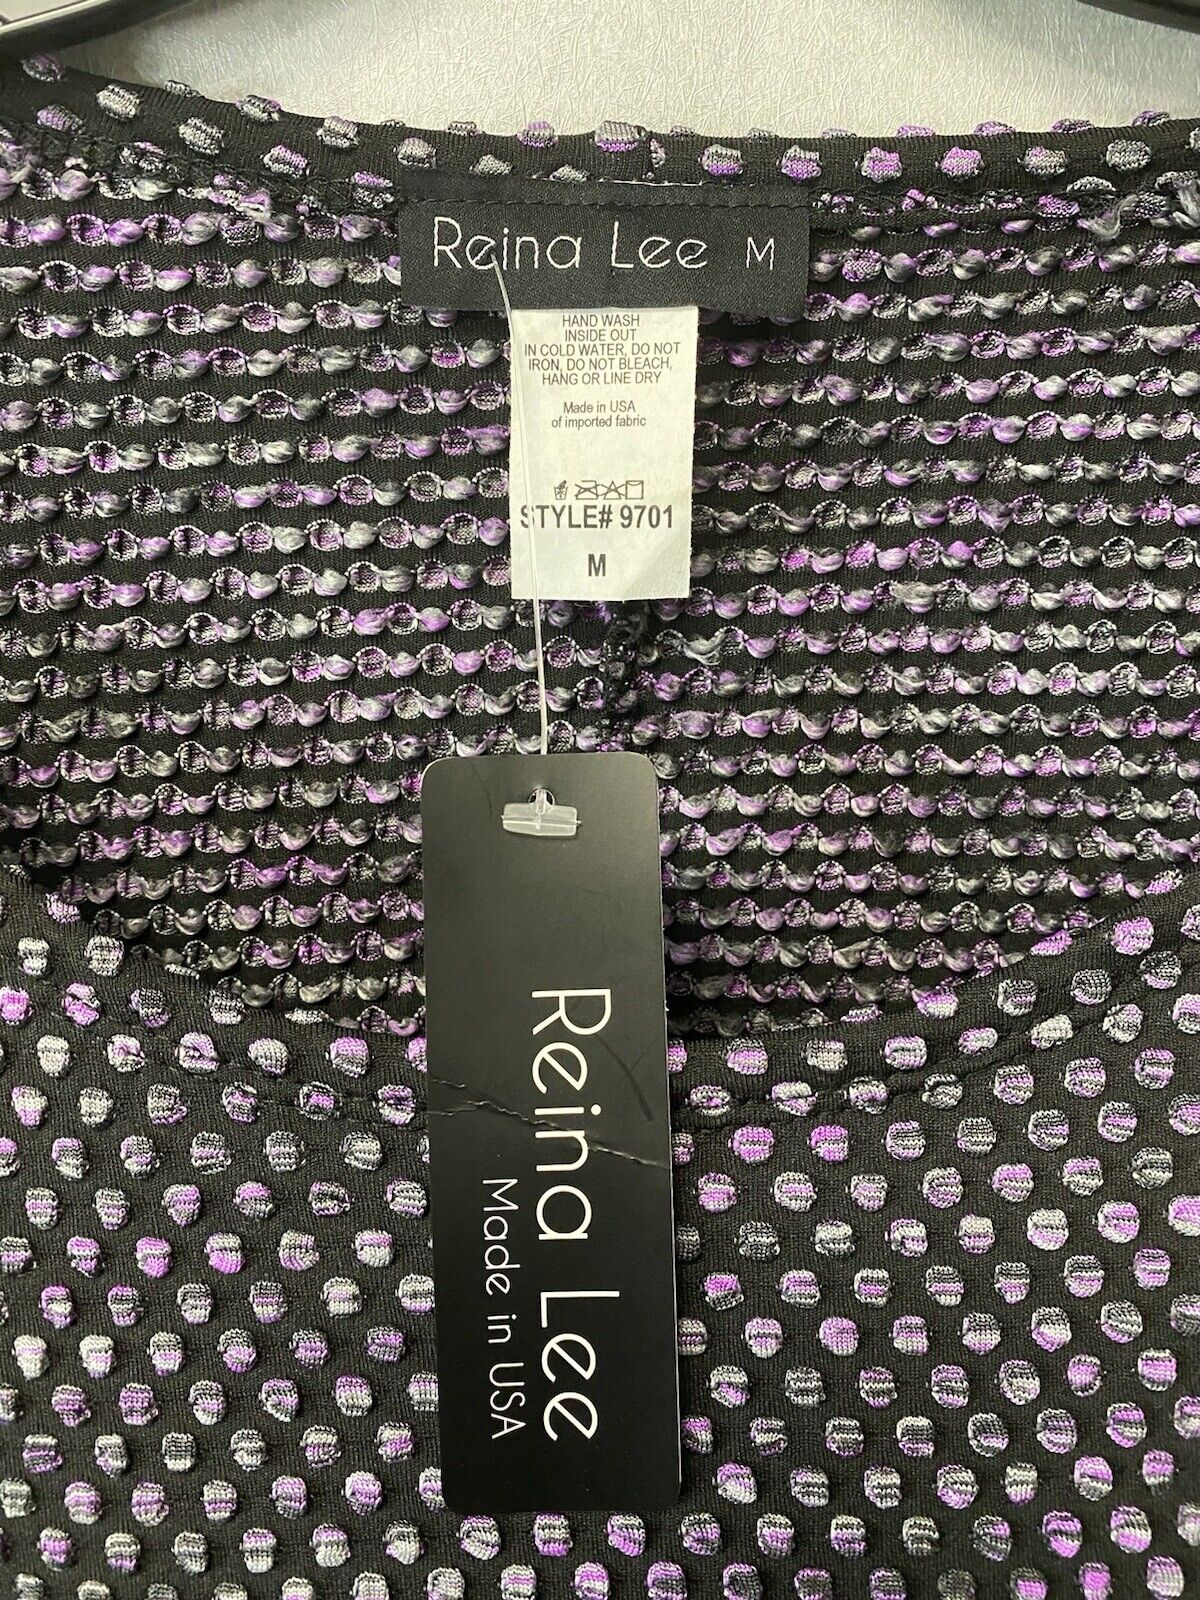 Reina Lee M
HAND WASH
INSIDE OUT
IN COLD WATER, DO NOT
IRON, DO NOT BLEACH,
HANG OR LINE DRY
Made in USA
of imported fabric
STYLE# 9701
M
Reina Lee
Made in USA